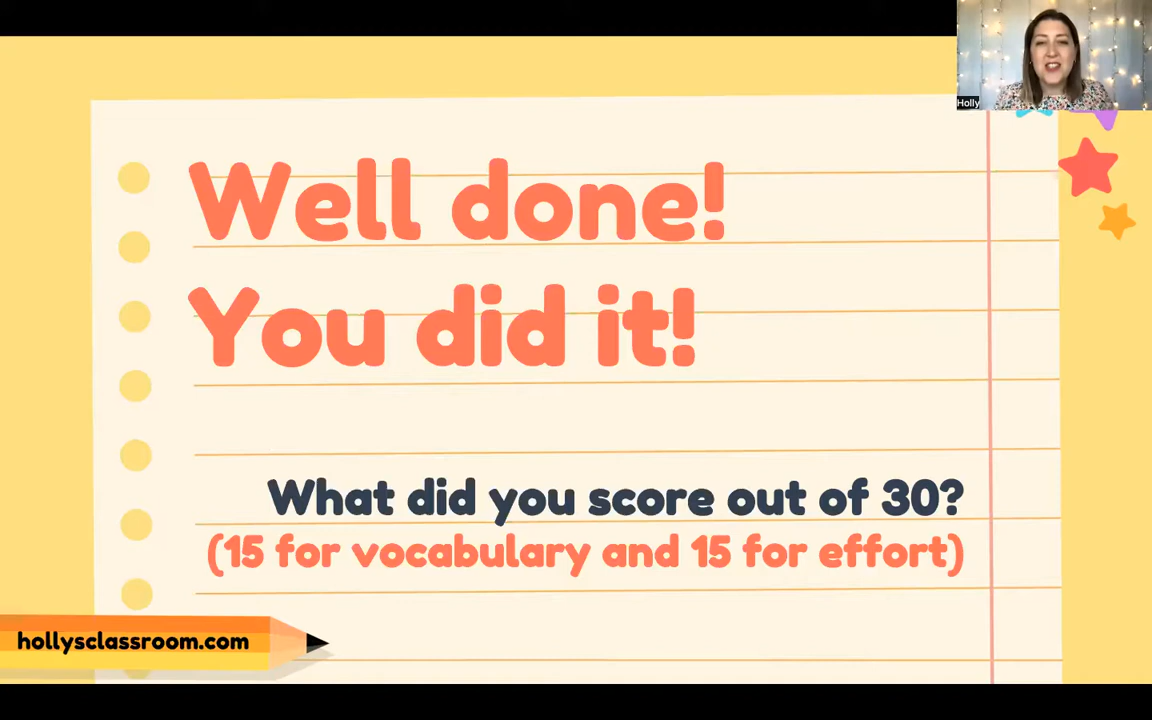 Holly
Well done!
You did it!
What did you score out of 30?
(15 for vocabulary and 15 for effort)
hollysclassroom.com